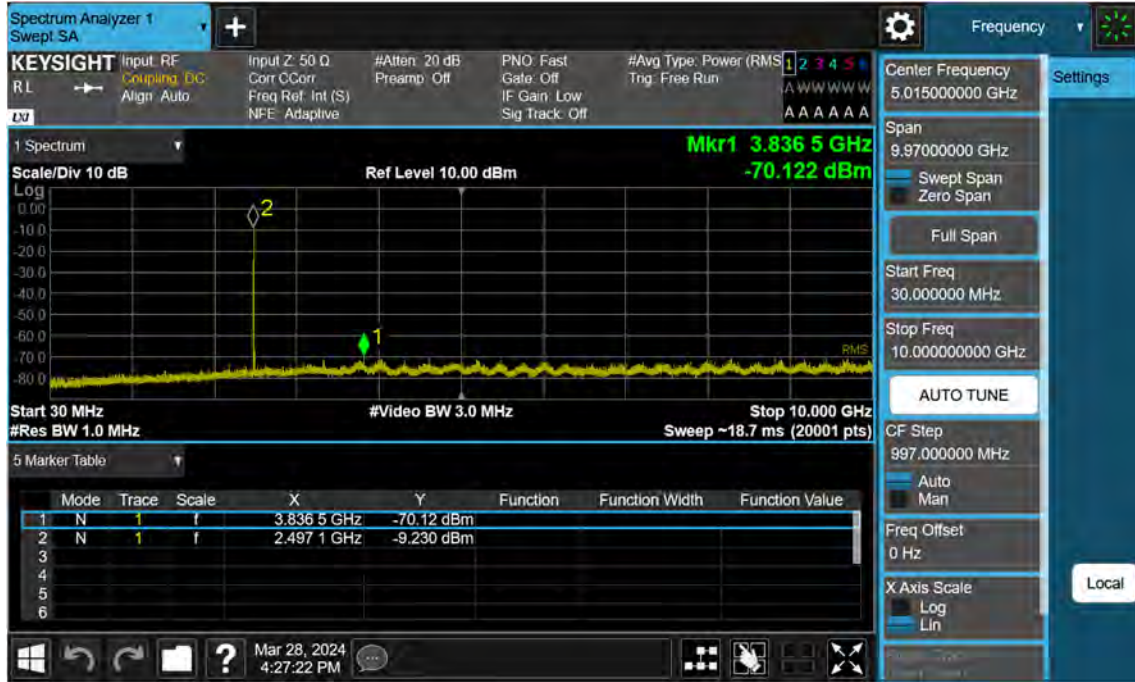 Spectrum Analyzer 1
Swept SA
+
Frequency
KEYSIGHT
RL
LXI
Input: RF
Coupling: DC
Align: Auto
Input Z: 50 Ω
Corr CCorr
Freq Ref: Int (S)
NFE: Adaptive
#Atten: 20 dB
Preamp: Off
PNO: Fast
Gate: Off
IF Gain: Low
Sig Track: Off
#Avg Type: Power (RMS
Trig: Free Run
1 2 3 4 5 6
A W W W W W
A A A A A A
1 Spectrum
Scale/Div 10 dB
Log
Ref Level 10.00 dBm
Mkr1 3.836 5 GHz
-70.122 dBm
0.00
-10.0
-20.0
-30.0
-40.0
-50.0
-60.0
-70.0
-80.0
2
1
RMS
Start 30 MHz
#Res BW 1.0 MHz
#Video BW 3.0 MHz
Stop 10.000 GHz
Sweep ~18.7 ms (20001 pts)
5 Marker Table
Mode Trace Scale X Y Function Function Width Function Value
1 N 1 f 3.836 5 GHz -70.12 dBm
2 N 1 f 2.497 1 GHz -9.230 dBm
3
4
5
6
?
Mar 28, 2024
4:27:22 PM
Center Frequency
5.015000000 GHz
Settings
Span
9.97000000 GHz
Swept Span
Zero Span
Full Span
Start Freq
30.000000 MHz
Stop Freq
10.000000000 GHz
AUTO TUNE
CF Step
997.000000 MHz
Auto
Man
Freq Offset
0 Hz
X Axis Scale
Log
Lin
Local